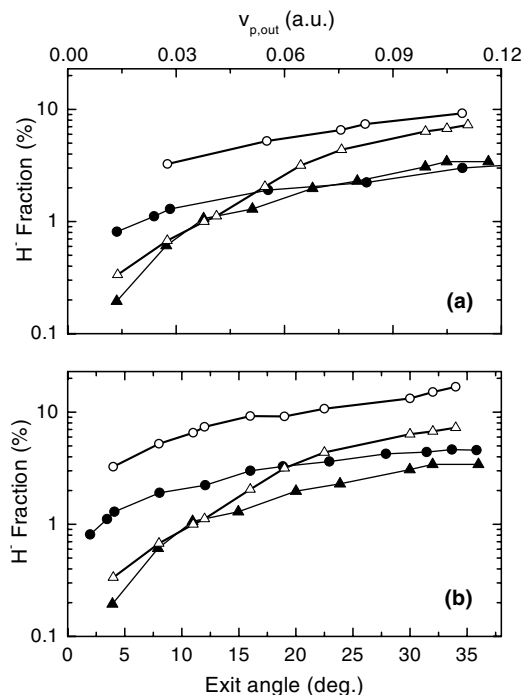 v_p,out (a.u.)
0.00 0.03 0.06 0.09 0.12
10
1
0.1
H⁻ Fraction (%)
(a)
10
1
0.1
H⁻ Fraction (%)
(b)
0 5 10 15 20 25 30 35
Exit angle (deg.)